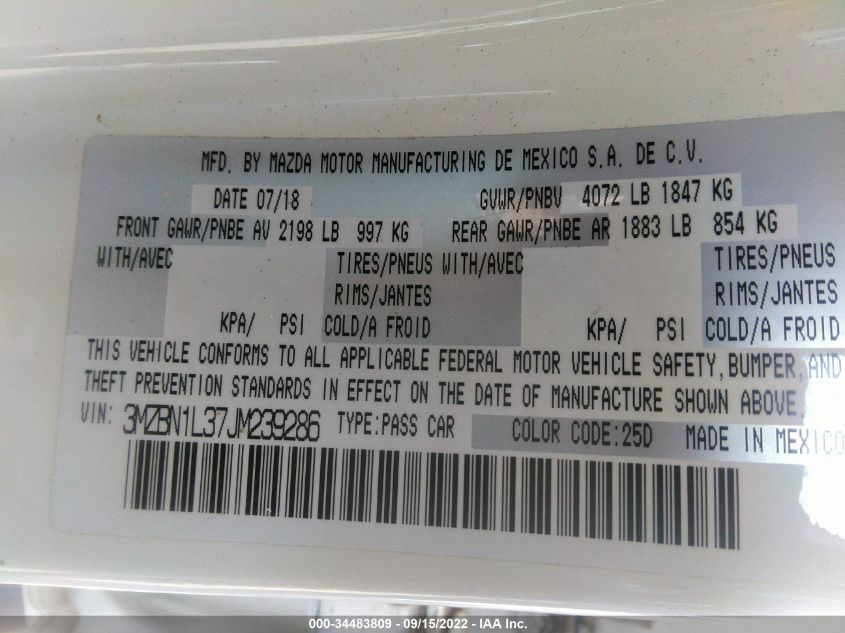 MFD. BY MAZDA MOTOR MANUFACTURING DE MEXICO S.A. DE C.V.
DATE 07/18 GVWR/PNBV 4072 LB 1847 KG
FRONT GAWR/PNBE AV 2198 LB 997 KG REAR GAWR/PNBE AR 1883 LB 854 KG
WITH/AVEC TIRES/PNEUS WITH/AVEC TIRES/PNEUS
RIMS/JANTES RIMS/JANTES
KPA/ PSI COLD/A FROID KPA/ PSI COLD/A FROID
THIS VEHICLE CONFORMS TO ALL APPLICABLE FEDERAL MOTOR VEHICLE SAFETY, BUMPER, AND
THEFT PREVENTION STANDARDS IN EFFECT ON THE DATE OF MANUFACTURE SHOWN ABOVE.
VIN: 3MZBN1L37JM239286 TYPE:PASS CAR COLOR CODE:25D MADE IN MEXICO
000-34483809 - 09/15/2022 - IAA Inc.